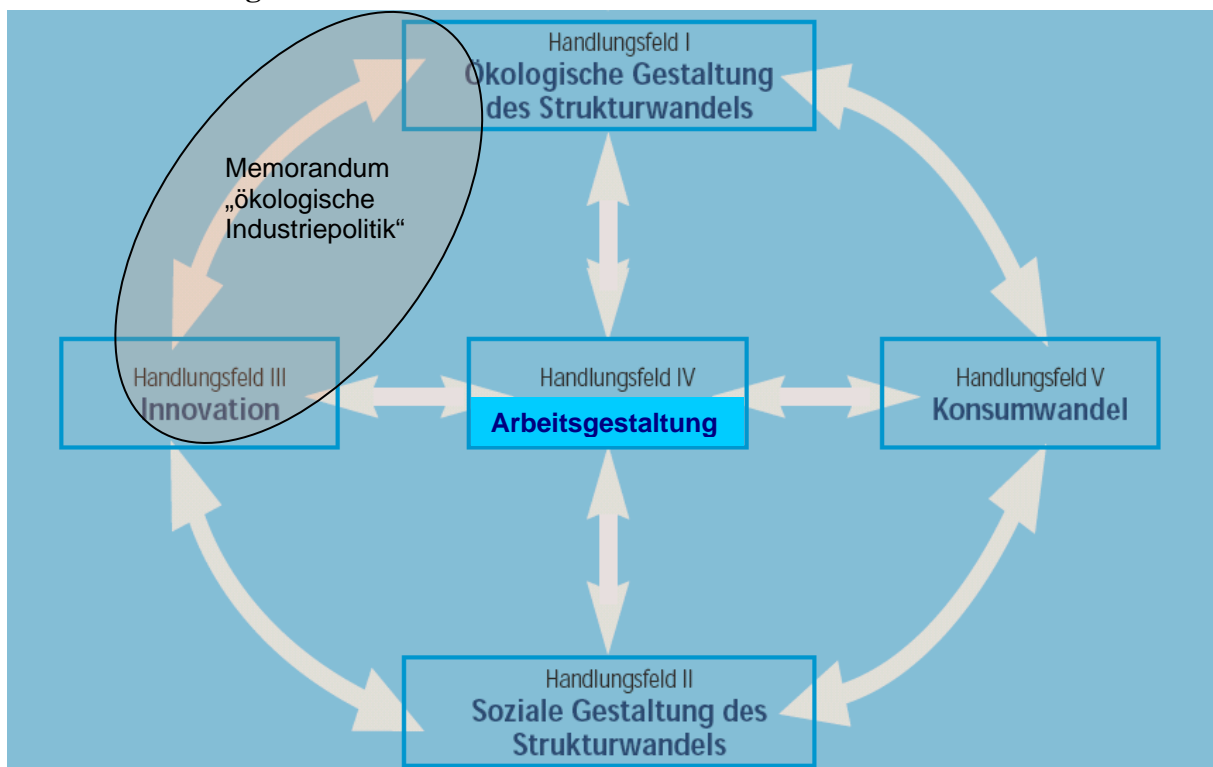 Handlungsfeld I
Ökologische Gestaltung
des Strukturwandels
Memorandum
„ökologische
Industriepolitik“
Handlungsfeld III
Innovation
Handlungsfeld IV
Arbeitsgestaltung
Handlungsfeld V
Konsumwandel
Handlungsfeld II
Soziale Gestaltung des
Strukturwandels